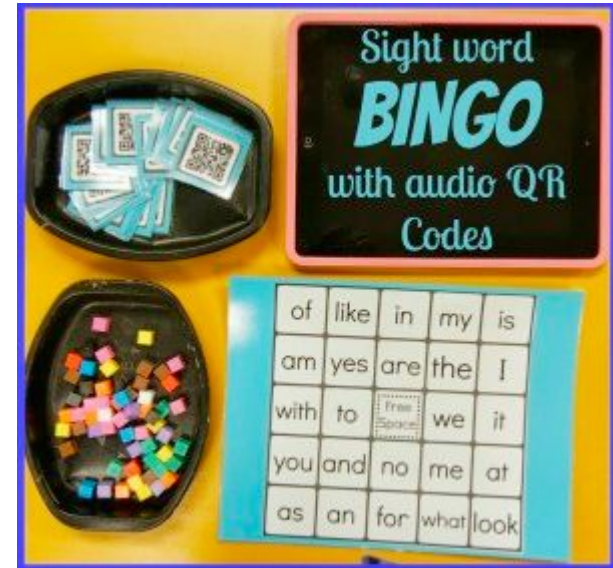 Sight word
BINGO
with audio QR
Codes
of like in my is
am yes are the I
with to Free Space we it
you and no me at
as an for what look